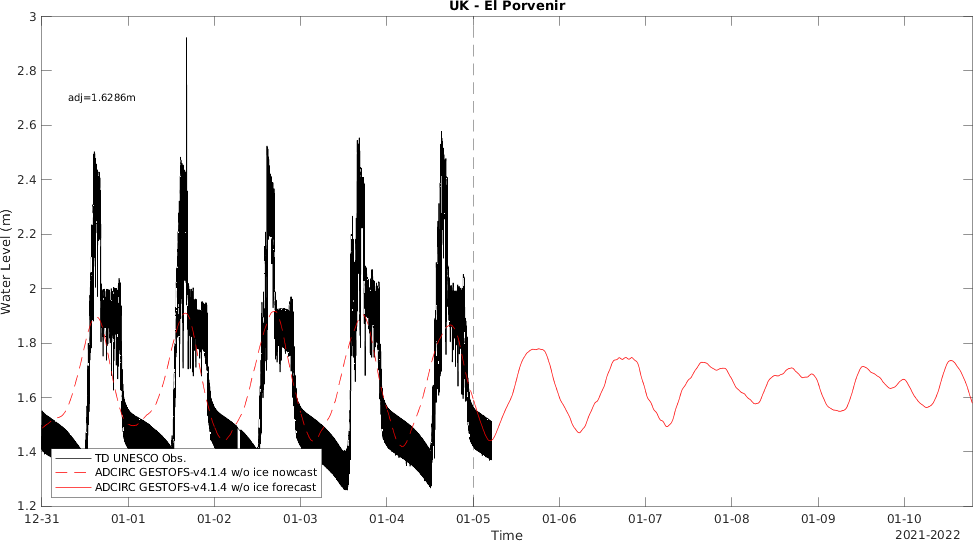 UK - El Porvenir
3
2.8
2.6
2.4
2.2
2
1.8
1.6
1.4
1.2
Water Level (m)
adj=1.6286m
TD UNESCO Obs.
ADCIRC GESTOFS-v4.1.4 w/o ice nowcast
ADCIRC GESTOFS-v4.1.4 w/o ice forecast
12-31 01-01 01-02 01-03 01-04 01-05 01-06 01-07 01-08 01-09 01-10
Time
2021-2022